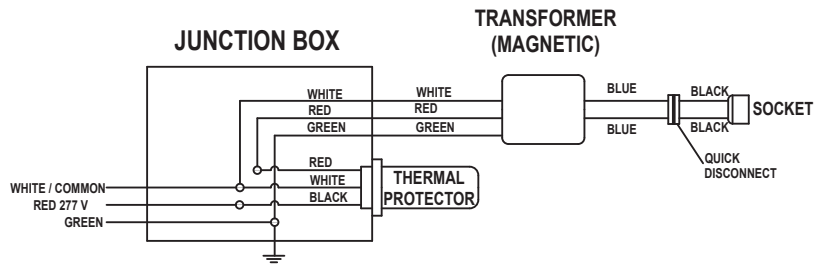 TRANSFORMER
(MAGNETIC)
JUNCTION BOX
WHITE
RED
GREEN
WHITE
RED
GREEN
BLUE
BLUE
BLACK
BLACK
SOCKET
QUICK
DISCONNECT
RED
WHITE
BLACK
THERMAL
PROTECTOR
WHITE / COMMON
RED 277 V
GREEN